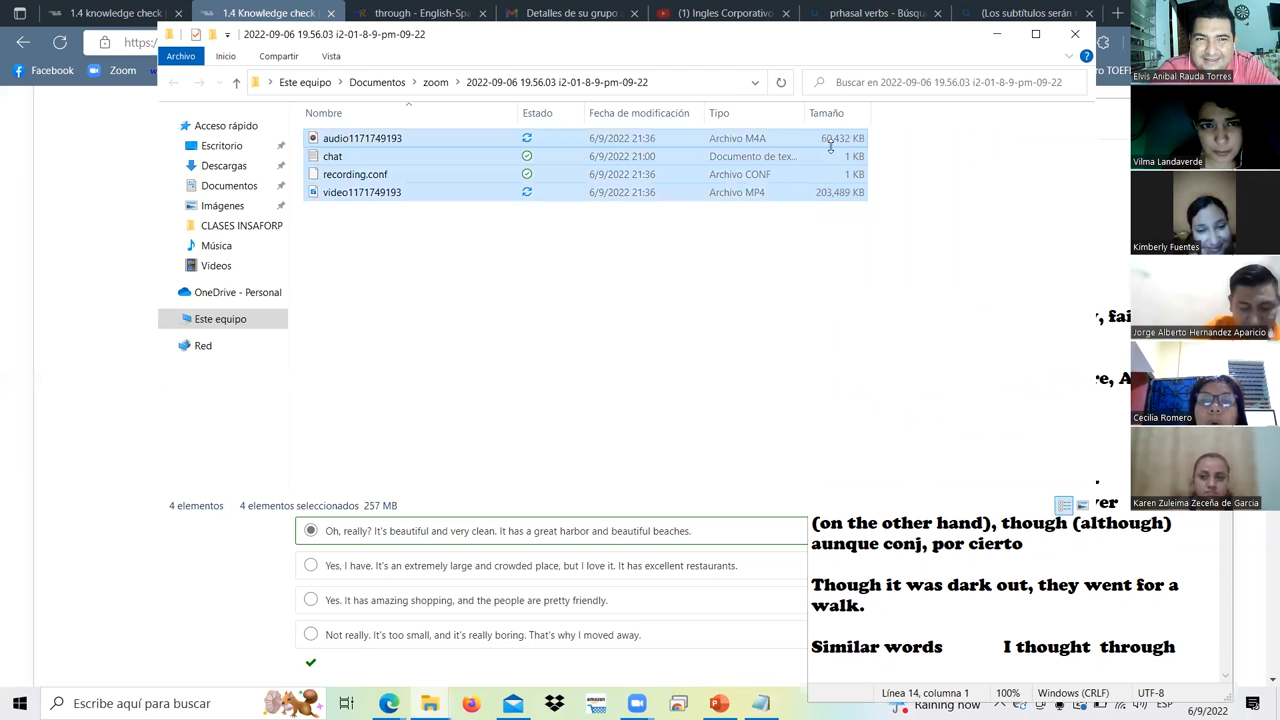 1.4 knowledge check
1.4 knowledge check
through - English-Spa
Detalles de su grupo
(1) Ingles Corporativo
prhasal verbs - Búsqu
(Los subtítulos serán
2022-09-06 19.56.03 i2-01-8-9-pm-09-22
https:
Archivo
Inicio
Compartir
Vista
Facebook
Zoom
ro TOEFL
Este equipo > Documentos > Zoom > 2022-09-06 19.56.03 i2-01-8-9-pm-09-22
Buscar en 2022-09-06 19.56.03 i2-01-8-9-pm-09-22
Nombre Estado Fecha de modificación Tipo Tamaño
Acceso rápido
Escritorio
Descargas
Documentos
Imágenes
CLASES INSAFORP
Música
Videos
OneDrive - Personal
Este equipo
Red
audio1171749193 6/9/2022 21:36 Archivo M4A 60,432 KB
chat 6/9/2022 21:00 Documento de tex... 1 KB
recording.conf 6/9/2022 21:36 Archivo CONF 1 KB
video1171749193 6/9/2022 21:36 Archivo MP4 203,489 KB
4 elementos 4 elementos seleccionados 257 MB
Elvis Anibal Rauda Torres
Vilma Landaverde
Kimberly Fuentes
Jorge Alberto Hernandez Aparicio
Cecilia Romero
Karen Zuleima Zeceña de Garcia
, fai
re, A
ver
(on the other hand), though (although)
aunque conj, por cierto
Though it was dark out, they went for a
walk.
Similar words I thought through
Oh, really? It's beautiful and very clean. It has a great harbor and beautiful beaches.
Yes, I have. It's an extremely large and crowded place, but I love it. It has excellent restaurants.
Yes. It has amazing shopping, and the people are pretty friendly.
Not really. It's too small, and it's really boring. That's why I moved away.
Línea 14, columna 1 100% Windows (CRLF) UTF-8
Escribe aquí para buscar
Raining now
ESP
6/9/2022